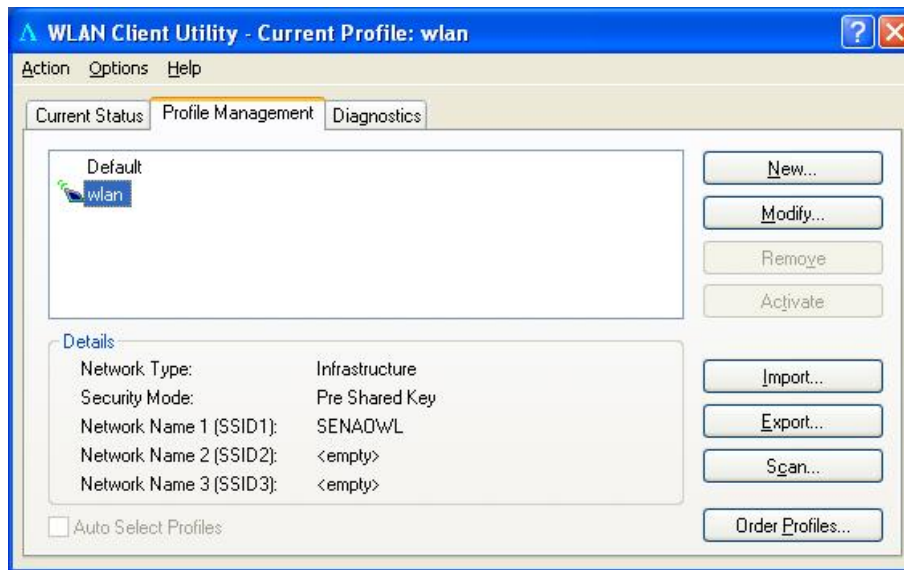 WLAN Client Utility - Current Profile: wlan
Action Options Help
Current Status Profile Management Diagnostics
Default
wlan
New...
Modify...
Remove
Activate
Details
Network Type: Infrastructure
Security Mode: Pre Shared Key
Network Name 1 (SSID1): SENAOWL
Network Name 2 (SSID2): <empty>
Network Name 3 (SSID3): <empty>
Import...
Export...
Scan...
Auto Select Profiles
Order Profiles...